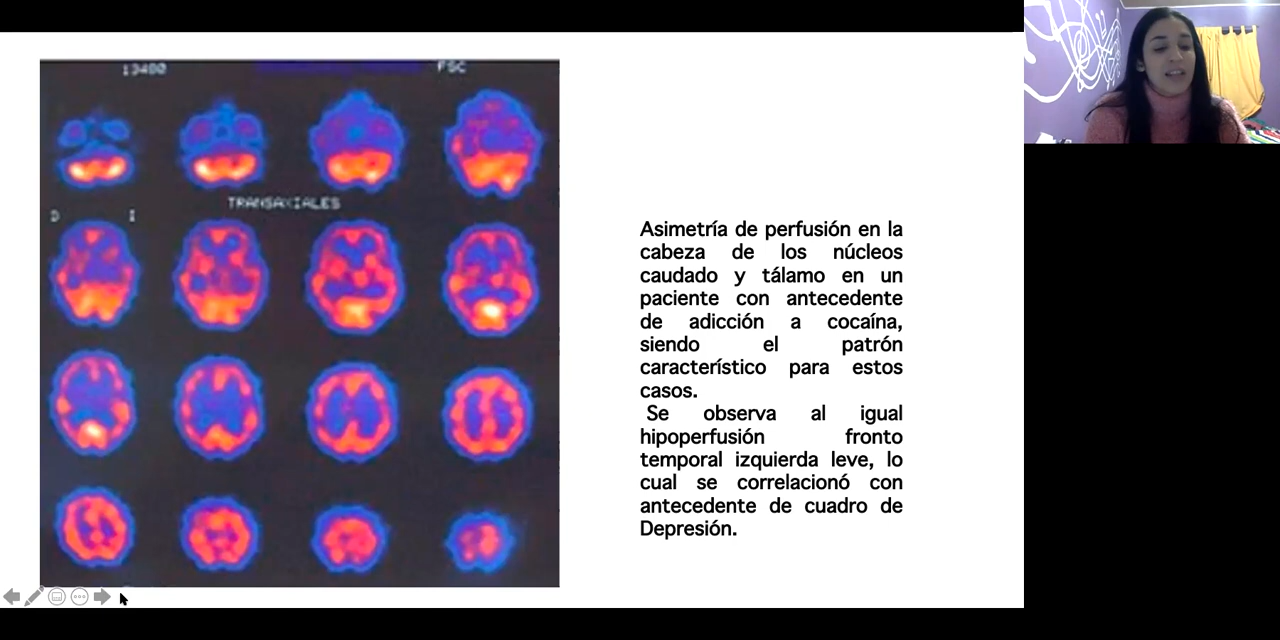 13480 FSC
TRANSAXIALES
D I
Asimetría de perfusión en la
cabeza de los núcleos
caudado y tálamo en un
paciente con antecedente
de adicción a cocaína,
siendo el patrón
característico para estos
casos.
Se observa al igual
hipoperfusión fronto
temporal izquierda leve, lo
cual se correlacionó con
antecedente de cuadro de
Depresión.